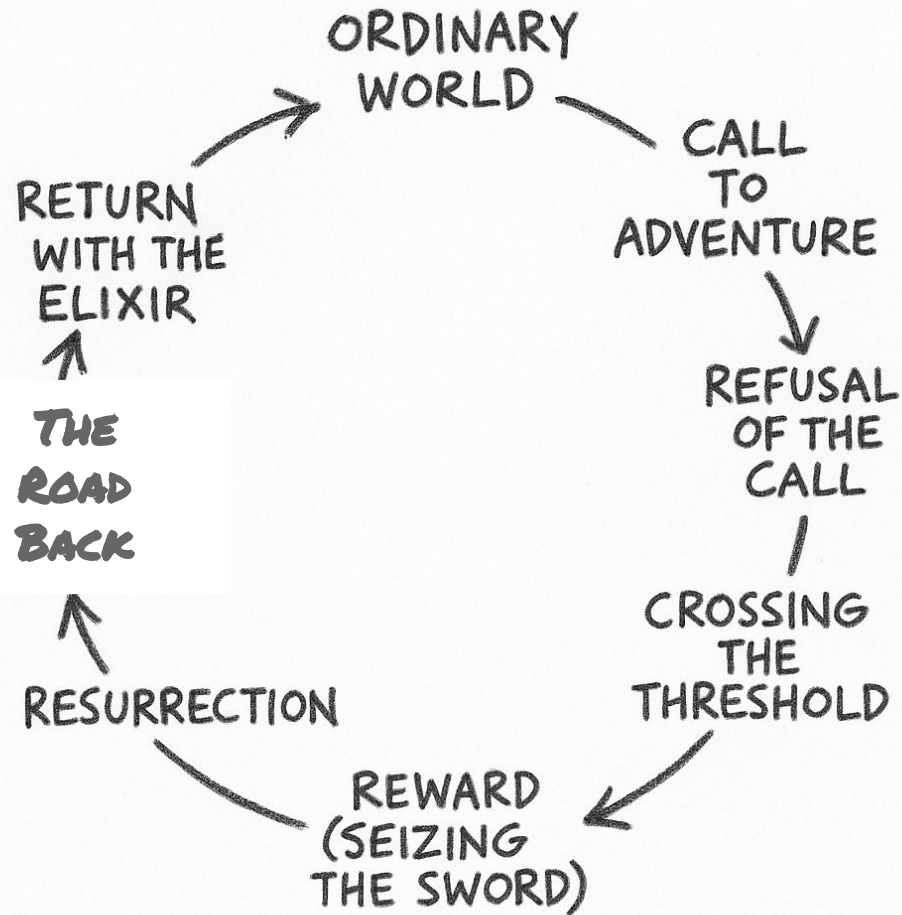 ORDINARY
WORLD
CALL
TO
ADVENTURE
REFUSAL
OF THE
CALL
CROSSING
THE
THRESHOLD
REWARD
(SEIZING
THE SWORD)
RESURRECTION
THE
ROAD
BACK
RETURN
WITH THE
ELIXIR